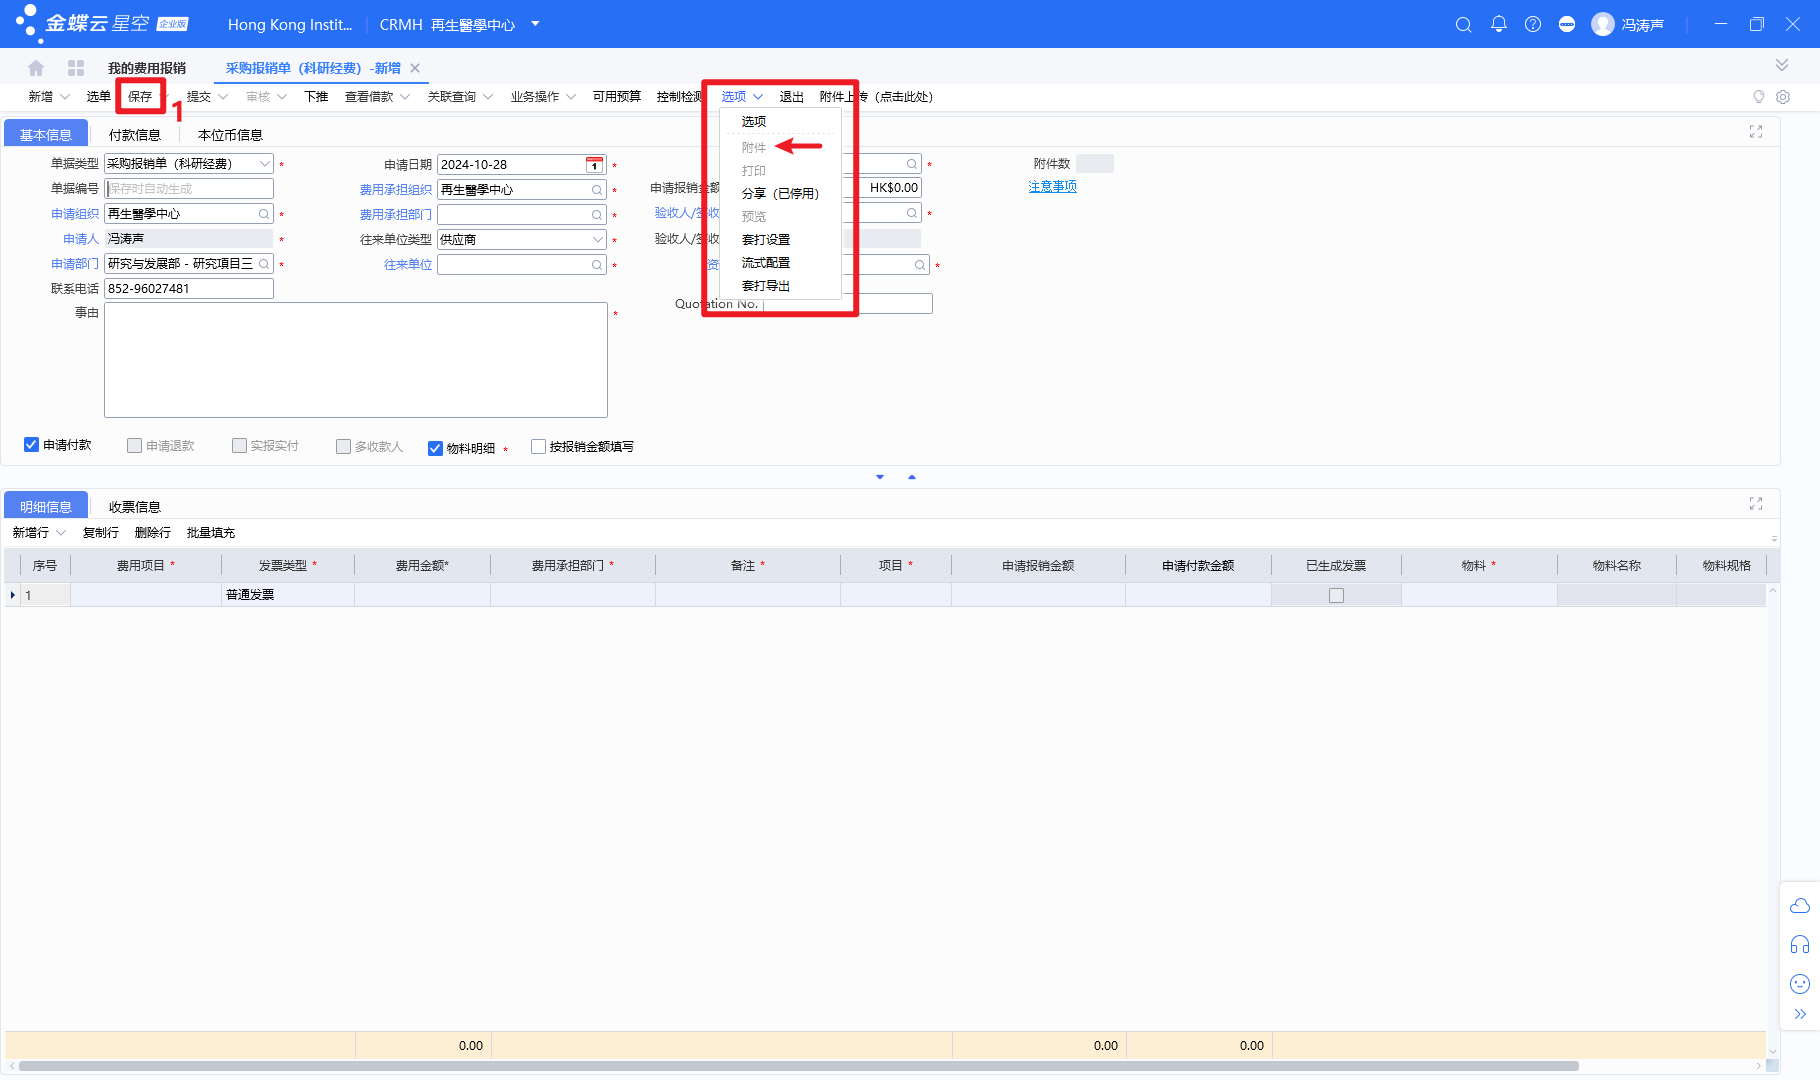 金蝶云 星空 企业版 Hong Kong Instit... CRMH 再生醫學中心 冯涛声
我的费用报销 采购报销单（科研经费）-新增
新增 选单 保存 提交 审核 下推 查看借款 关联查询 业务操作 可用预算 控制检测 选项 退出 附件上传（点击此处）
1
基本信息 付款信息 本位币信息
选项
附件
打印
分享（已停用）
预览
套打设置
流式配置
套打导出
单据类型 采购报销单（科研经费） * 申请日期 2024-10-28 1 * * 附件数
单据编号 保存时自动生成 费用承担组织 再生醫學中心 * 申请报销金额 HK$0.00 注意事项
申请组织 再生醫學中心 * 费用承担部门 * 验收人/签收 *
申请人 冯涛声 * 往来单位类型 供应商 * 验收人/签收
申请部门 研究与发展部 - 研究項目三 * 往来单位 * 资 *
联系电话 852-96027481
事由 * Quotation No.
申请付款 申请退款 实报实付 多收款人 物料明细 * 按报销金额填写
明细信息 收票信息
新增行 复制行 删除行 批量填充
序号 费用项目 * 发票类型 * 费用金额* 费用承担部门 * 备注 * 项目 * 申请报销金额 申请付款金额 已生成发票 物料 * 物料名称 物料规格
1 普通发票
0.00 0.00 0.00